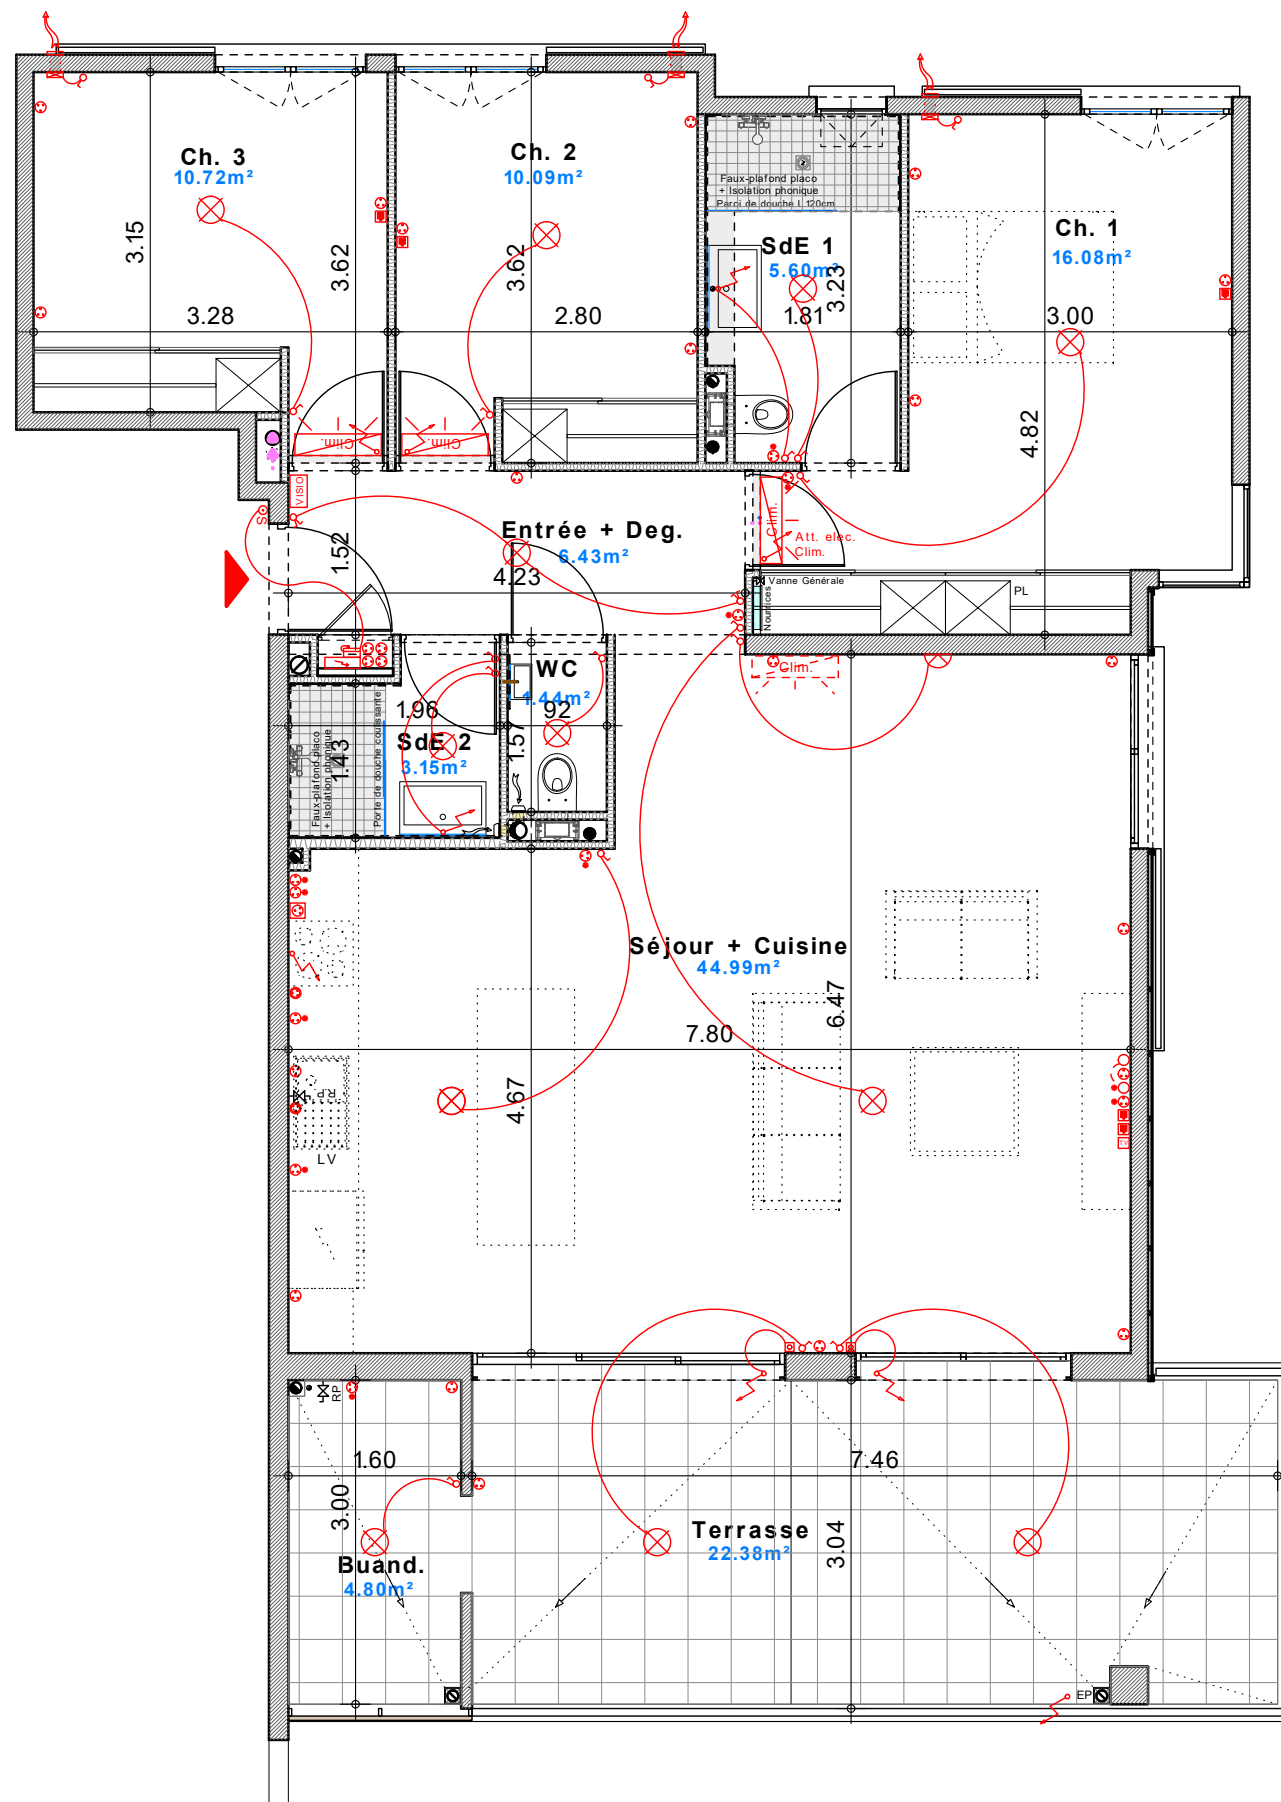 Ch. 3
10.72m²
3.15
3.62
3.28
Ch. 2
10.09m²
3.62
2.80
Faux-plafond placo
+ Isolation phonique
Paroi de douche L 120cm
SdE 1
5.60m²
3.23
1.81
Ch. 1
16.08m²
3.00
4.82
Clim.
Clim.
VISIO
S
Entrée + Deg.
6.43m²
1.52
4.23
Clim.
Att. elec.
Clim.
Vanne Générale
Nourrices
PL
Clim.
WC
1.44m²
92
1.57
1.96
SdE 2
3.15m²
1.43
Faux-plafond placo
+ Isolation phonique
Porte de douche coulissante
Séjour + Cuisine
44.99m²
6.47
7.80
4.67
R.P
LV
TV
RP
1.60
3.00
Buand.
4.80m²
7.46
Terrasse
22.38m²
3.04
EP